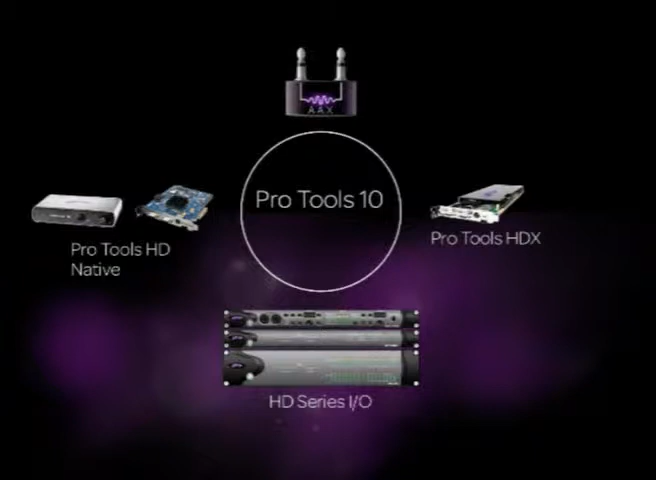 AAX
Pro Tools 10
Pro Tools HD
Native
Pro Tools HDX
HD Series I/O